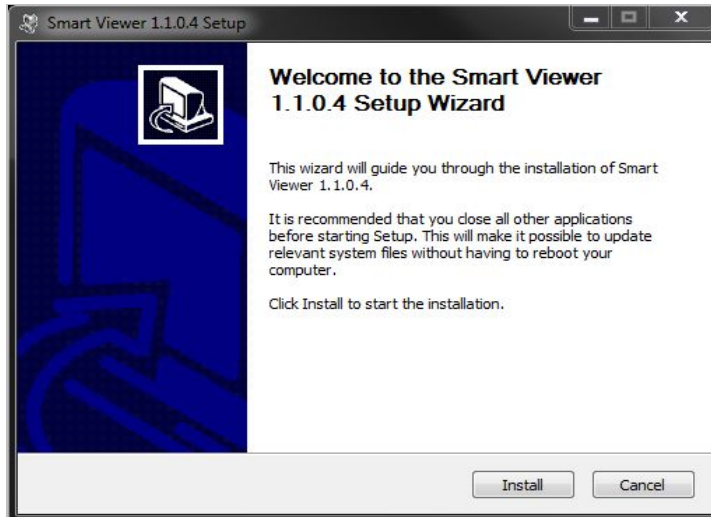 Smart Viewer 1.1.0.4 Setup
Welcome to the Smart Viewer
1.1.0.4 Setup Wizard
This wizard will guide you through the installation of Smart
Viewer 1.1.0.4.
It is recommended that you close all other applications
before starting Setup. This will make it possible to update
relevant system files without having to reboot your
computer.
Click Install to start the installation.
Install
Cancel